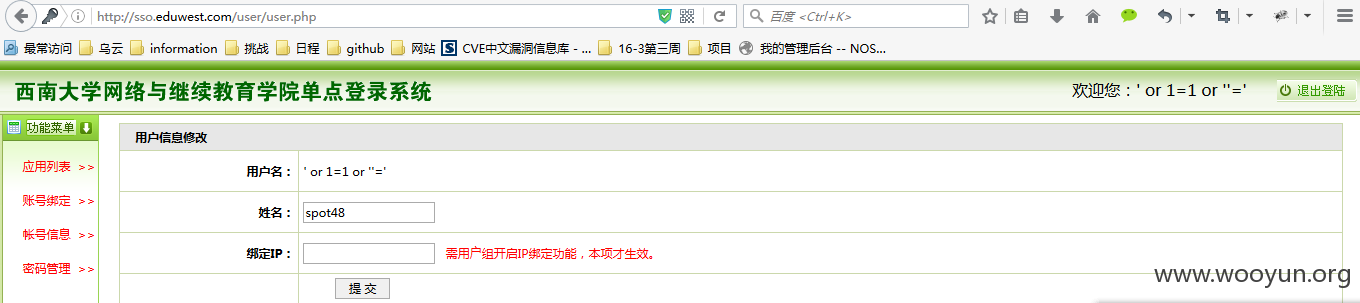 http://sso.eduwest.com/user/user.php 百度 <Ctrl+K>
最常访问 乌云 information 挑战 日程 github 网站 S CVE中文漏洞信息库 - ... 16-3第三周 项目 我的管理后台 -- NOS...
西南大学网络与继续教育学院单点登录系统 欢迎您：' or 1=1 or ''=' 退出登陆
功能菜单 用户信息修改
应用列表 >> 用户名： ' or 1=1 or ''='
账号绑定 >> 姓名： spot48
帐号信息 >> 绑定IP： 需用户组开启IP绑定功能，本项才生效。
密码管理 >> 提 交
www.wooyun.org